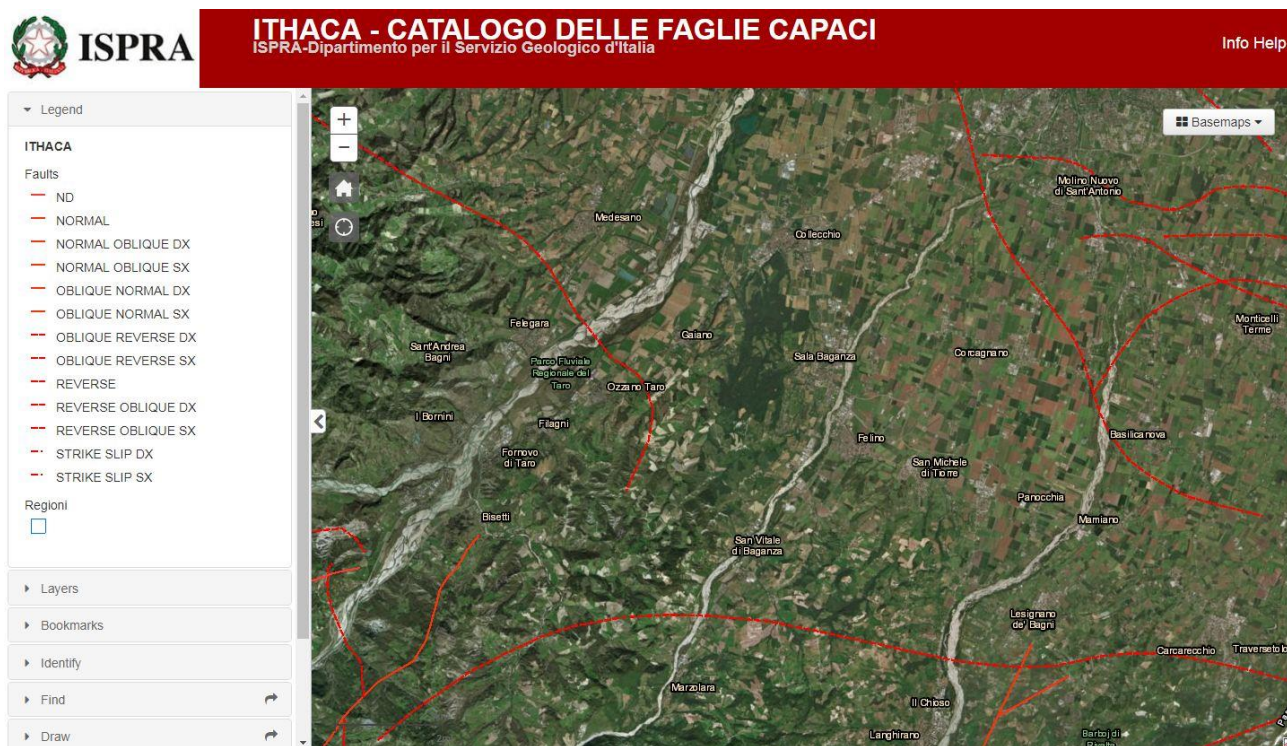 ISPRA
ITHACA - CATALOGO DELLE FAGLIE CAPACI
ISPRA-Dipartimento per il Servizio Geologico d'Italia
Info Help
Legend
ITHACA
Faults
ND
NORMAL
NORMAL OBLIQUE DX
NORMAL OBLIQUE SX
OBLIQUE NORMAL DX
OBLIQUE NORMAL SX
OBLIQUE REVERSE DX
OBLIQUE REVERSE SX
REVERSE
REVERSE OBLIQUE DX
REVERSE OBLIQUE SX
STRIKE SLIP DX
STRIKE SLIP SX
Regioni
Layers
Bookmarks
Identify
Find
Draw
+
−
Basemaps
Molino Nuovo
di Sant'Antonio
Medesano
Collecchio
Monticelli
Terme
Felegara
Gaiano
Sant'Andrea
Bagni
Parco Fluviale
Regionale del
Taro
Sala Baganza
Corcagnano
Ozzano Taro
I Bornini
Filagni
Felino
Basilicanova
Fornovo
di Taro
San Michele
di Tiorre
Panocchia
Bisetti
Mamiano
San Vitale
di Baganza
Lesignano
de' Bagni
Carcarecchio
Traversetolo
Marzolara
Il Chioso
Langhirano
Barboj di